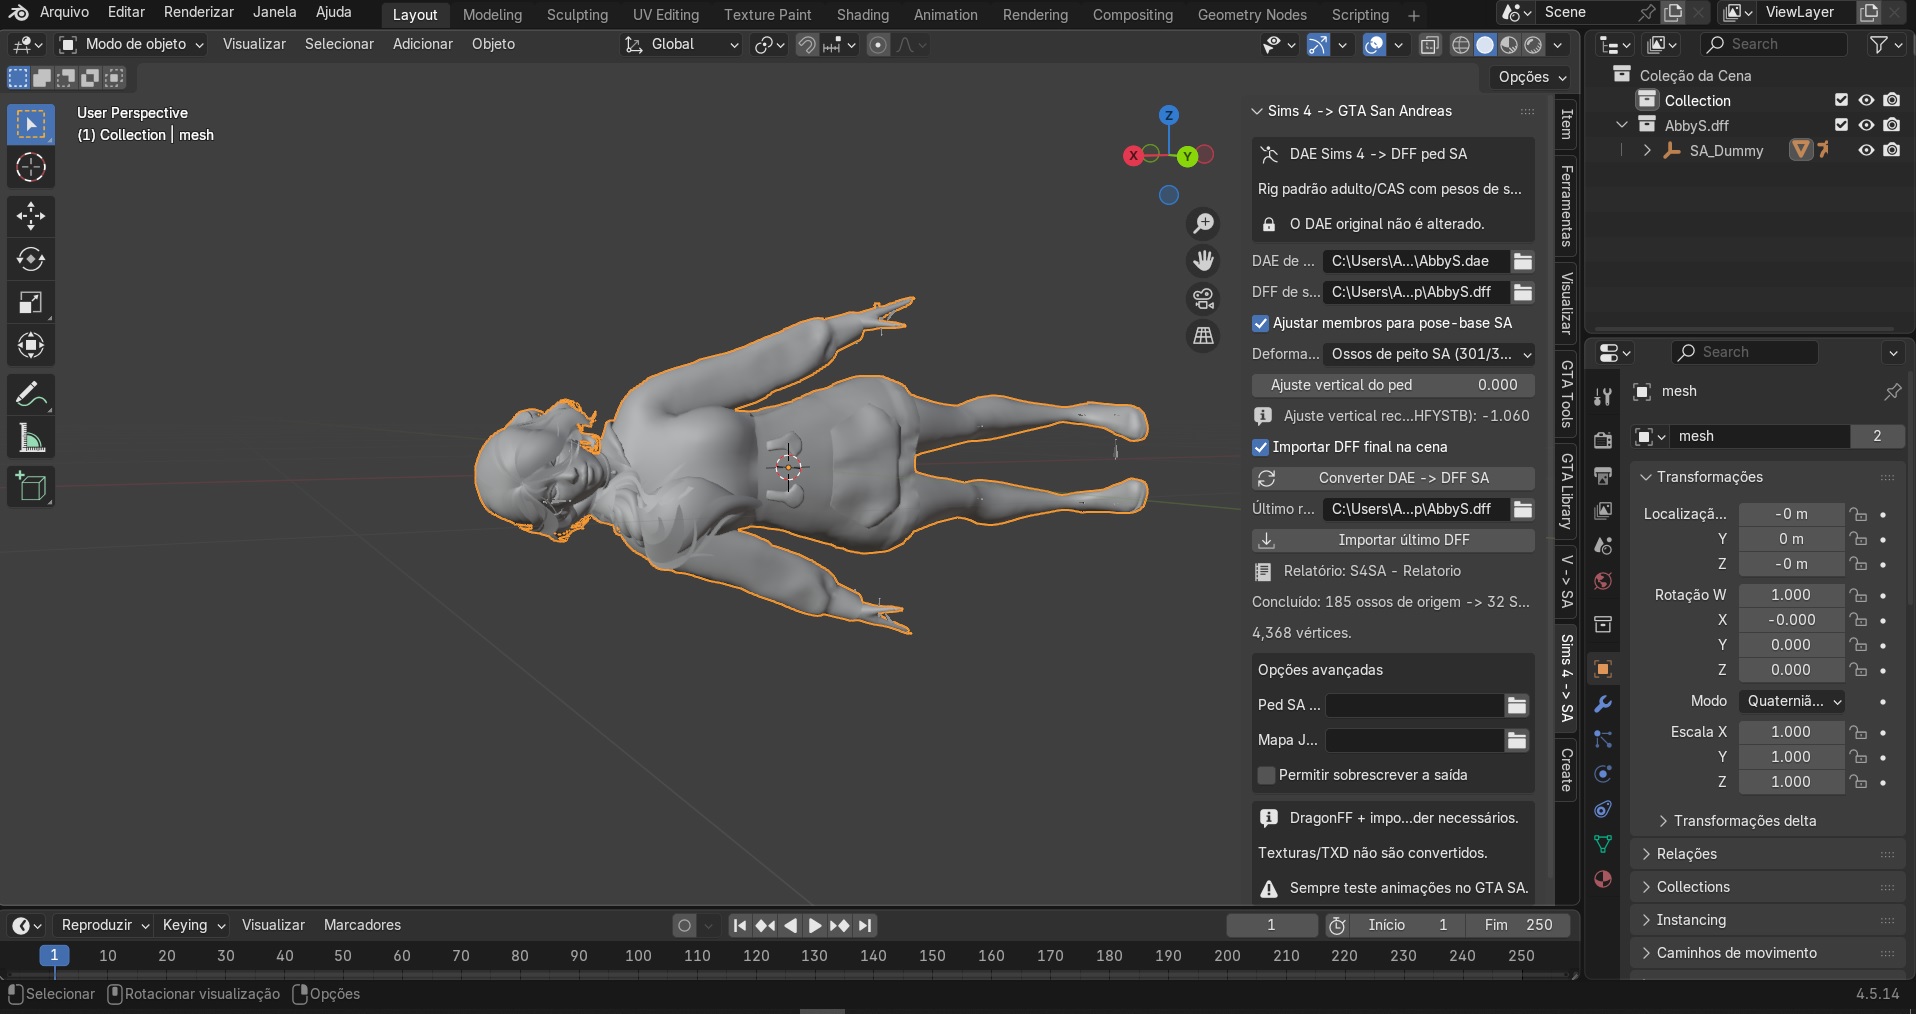 Arquivo Editar Renderizar Janela Ajuda Layout Modeling Sculpting UV Editing Texture Paint Shading Animation Rendering Compositing Geometry Nodes Scripting + Scene ViewLayer
Modo de objeto Visualizar Selecionar Adicionar Objeto Global Search
Opções
User Perspective
(1) Collection | mesh
Z
X
Y
Sims 4 -> GTA San Andreas
DAE Sims 4 -> DFF ped SA
Rig padrão adulto/CAS com pesos de s...
O DAE original não é alterado.
DAE de ... C:\Users\A...\AbbyS.dae
DFF de s... C:\Users\A...p\AbbyS.dff
Ajustar membros para pose-base SA
Deforma... Ossos de peito SA (301/3...
Ajuste vertical do ped 0.000
Ajuste vertical rec...HFYSTB): -1.060
Importar DFF final na cena
Converter DAE -> DFF SA
Último r... C:\Users\A...p\AbbyS.dff
Importar último DFF
Relatório: S4SA - Relatorio
Concluído: 185 ossos de origem -> 32 S...
4,368 vértices.
Opções avançadas
Ped SA ...
Mapa J...
Permitir sobrescrever a saída
DragonFF + impo...der necessários.
Texturas/TXD não são convertidos.
Sempre teste animações no GTA SA.
Item
Ferramentas
Visualizar
GTA Tools
GTA Library
V -> SA
Sims 4 -> SA
Create
Coleção da Cena
Collection
AbbyS.dff
SA_Dummy
Search
mesh
mesh 2
Transformações
Localizaçã... -0 m
Y 0 m
Z -0 m
Rotação W 1.000
X -0.000
Y 0.000
Z 0.000
Modo Quaterniã...
Escala X 1.000
Y 1.000
Z 1.000
Transformações delta
Relações
Collections
Instancing
Caminhos de movimento
Reproduzir Keying Visualizar Marcadores 1 Início 1 Fim 250
1 10 20 30 40 50 60 70 80 90 100 110 120 130 140 150 160 170 180 190 200 210 220 230 240 250
Selecionar Rotacionar visualização Opções 4.5.14